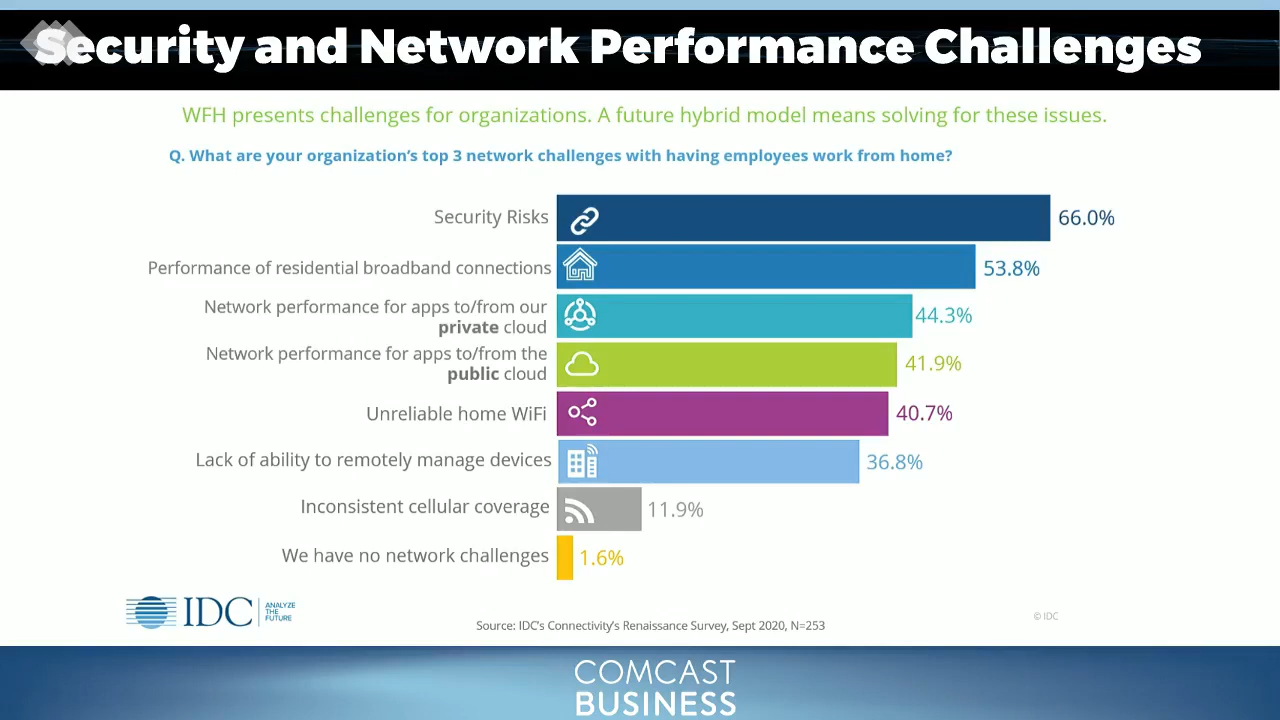 Security and Network Performance Challenges
WFH presents challenges for organizations. A future hybrid model means solving for these issues.
Q. What are your organization's top 3 network challenges with having employees work from home?
Security Risks
66.0%
Performance of residential broadband connections
53.8%
Network performance for apps to/from our
private cloud
44.3%
Network performance for apps to/from the
public cloud
41.9%
Unreliable home WiFi
40.7%
Lack of ability to remotely manage devices
36.8%
Inconsistent cellular coverage
11.9%
We have no network challenges
1.6%
IDC
ANALYZE
THE
FUTURE
Source: IDC's Connectivity's Renaissance Survey, Sept 2020, N=253
© IDC
COMCAST
BUSINESS